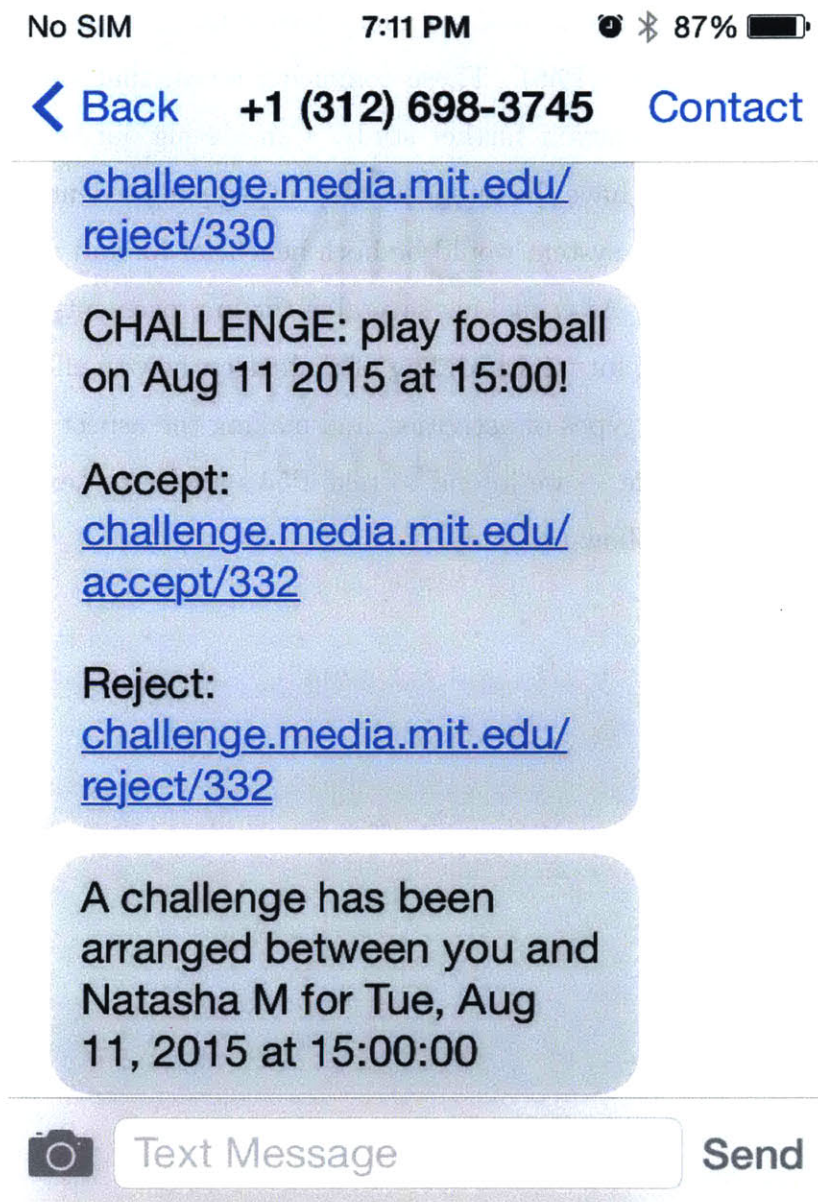 No SIM 7:11 PM 87%
Back +1 (312) 698-3745 Contact
challenge.media.mit.edu/
reject/330
CHALLENGE: play foosball
on Aug 11 2015 at 15:00!
Accept:
challenge.media.mit.edu/
accept/332
Reject:
challenge.media.mit.edu/
reject/332
A challenge has been
arranged between you and
Natasha M for Tue, Aug
11, 2015 at 15:00:00
Text Message Send